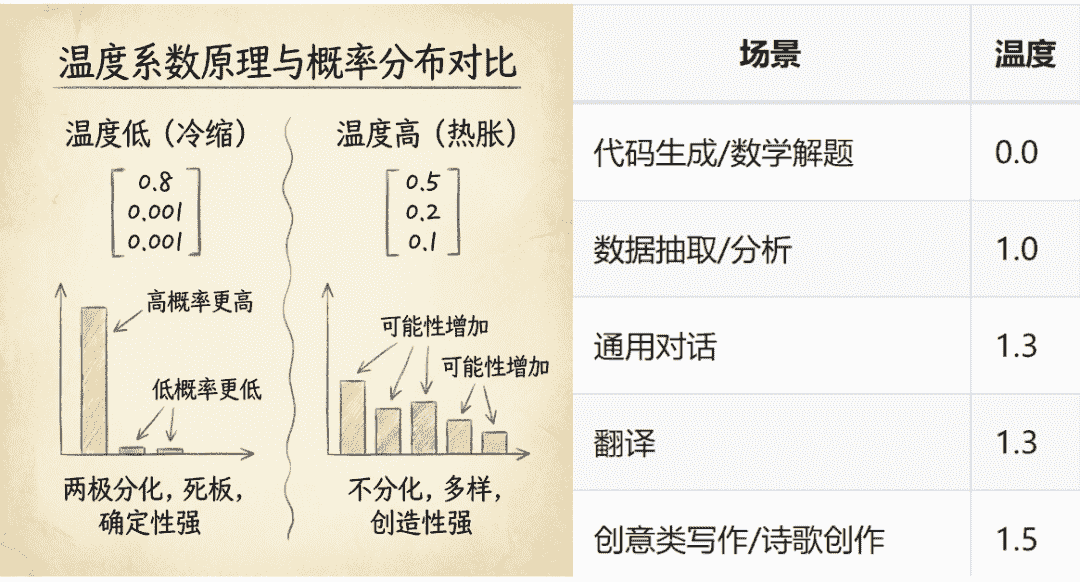 温度系数原理与概率分布对比
温度低（冷缩）
0.8
0.001
0.001
高概率更高
低概率更低
两极分化，死板，
确定性强
温度高（热胀）
0.5
0.2
0.1
可能性增加
可能性增加
不分化，多样，
创造性强
场景 温度
代码生成/数学解题 0.0
数据抽取/分析 1.0
通用对话 1.3
翻译 1.3
创意类写作/诗歌创作 1.5